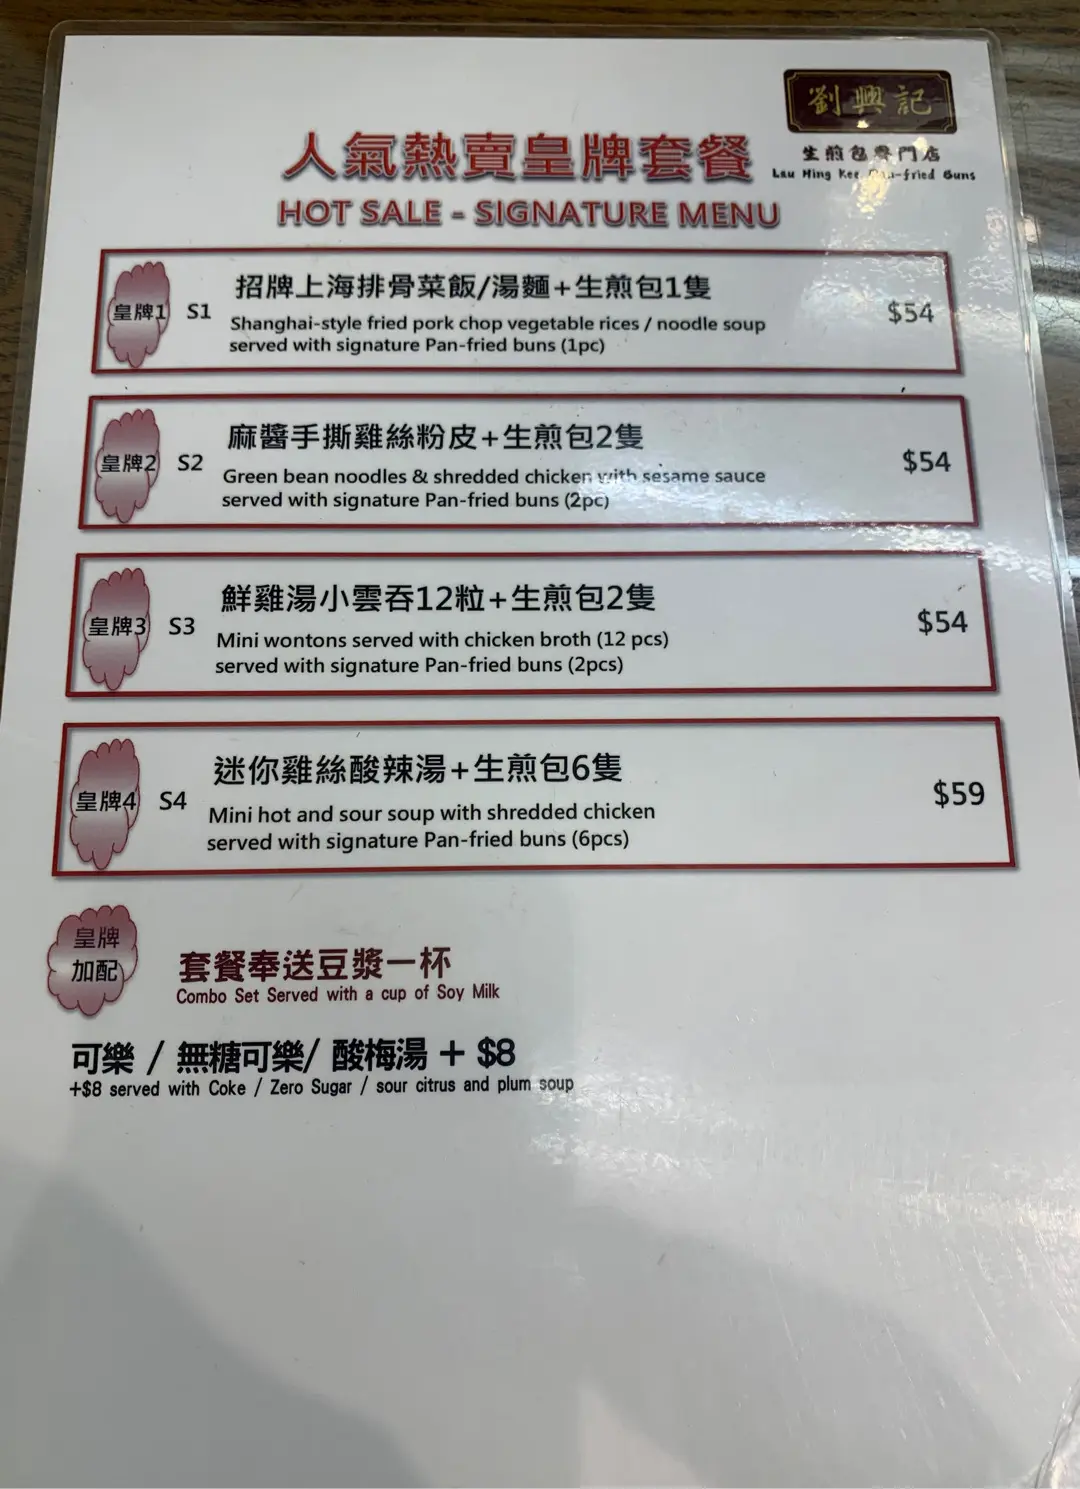 劉興記
生煎包專門店
Lau Hing Kee Pan-fried Buns
人氣熱賣皇牌套餐
HOT SALE - SIGNATURE MENU
皇牌1 S1
招牌上海排骨菜飯/湯麵+生煎包1隻
Shanghai-style fried pork chop vegetable rices / noodle soup
served with signature Pan-fried buns (1pc)
$54
皇牌2 S2
麻醬手撕雞絲粉皮+生煎包2隻
Green bean noodles & shredded chicken with sesame sauce
served with signature Pan-fried buns (2pc)
$54
皇牌3 S3
鮮雞湯小雲吞12粒+生煎包2隻
Mini wontons served with chicken broth (12 pcs)
served with signature Pan-fried buns (2pcs)
$54
皇牌4 S4
迷你雞絲酸辣湯+生煎包6隻
Mini hot and sour soup with shredded chicken
served with signature Pan-fried buns (6pcs)
$59
皇牌
加配
套餐奉送豆漿一杯
Combo Set Served with a cup of Soy Milk
可樂 / 無糖可樂/ 酸梅湯 + $8
+$8 served with Coke / Zero Sugar / sour citrus and plum soup